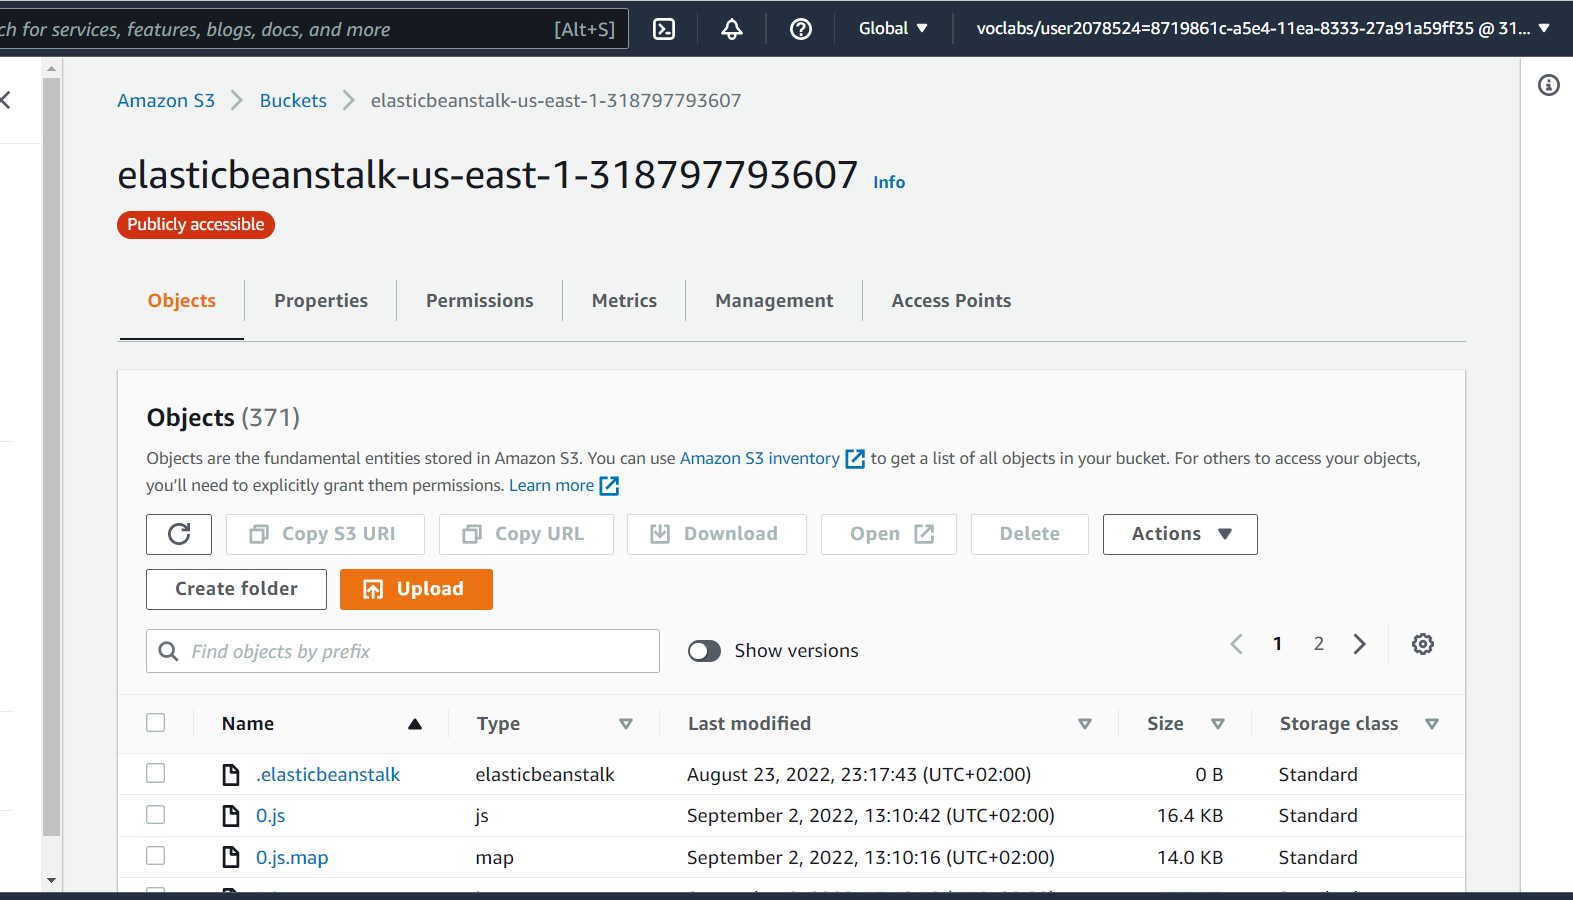 ch for services, features, blogs, docs, and more [Alt+S] Global voclabs/user2078524=8719861c-a5e4-11ea-8333-27a91a59ff35 @ 31...
Amazon S3 Buckets elasticbeanstalk-us-east-1-318797793607
elasticbeanstalk-us-east-1-318797793607 Info
Publicly accessible
Objects Properties Permissions Metrics Management Access Points
Objects (371)
Objects are the fundamental entities stored in Amazon S3. You can use Amazon S3 inventory to get a list of all objects in your bucket. For others to access your objects,
you'll need to explicitly grant them permissions. Learn more
Copy S3 URI Copy URL Download Open Delete Actions
Create folder Upload
Find objects by prefix Show versions 1 2
Name Type Last modified Size Storage class
.elasticbeanstalk elasticbeanstalk August 23, 2022, 23:17:43 (UTC+02:00) 0 B Standard
0.js js September 2, 2022, 13:10:42 (UTC+02:00) 16.4 KB Standard
0.js.map map September 2, 2022, 13:10:16 (UTC+02:00) 14.0 KB Standard